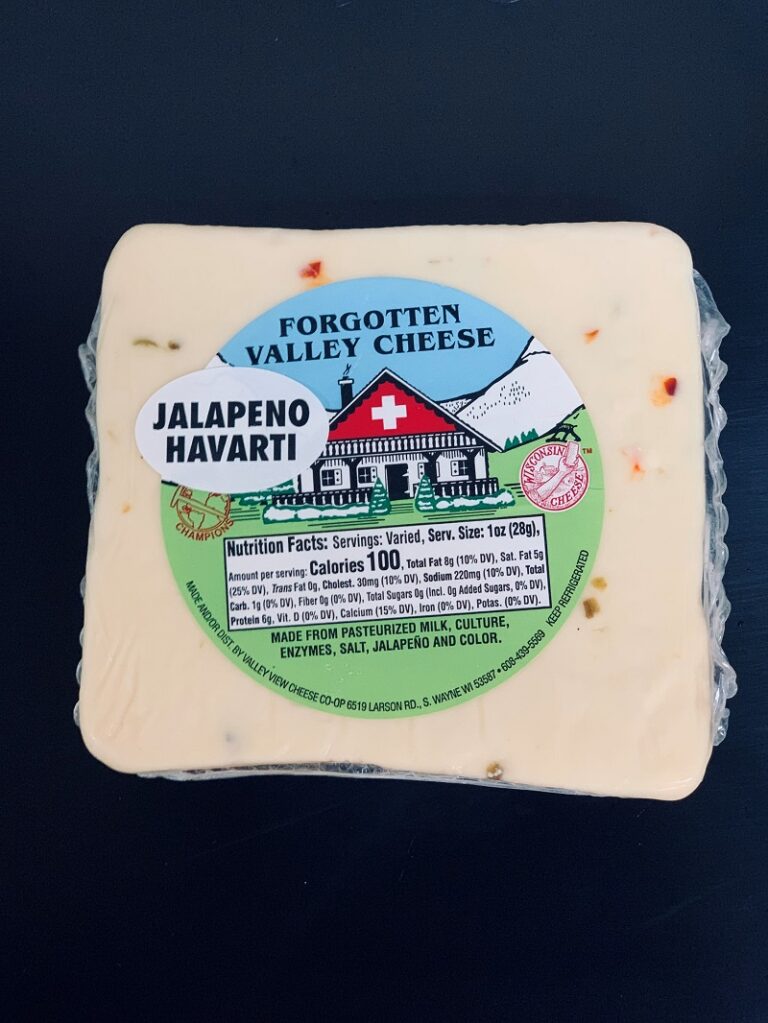 FORGOTTEN
VALLEY CHEESE
JALAPENO
HAVARTI
WISCONSIN
CHEESE
TM
CHAMPIONS
Nutrition Facts: Servings: Varied, Serv. Size: 1oz (28g),
Amount per serving: Calories 100, Total Fat 8g (10% DV), Sat. Fat 5g
(25% DV), Trans Fat 0g, Cholest. 30mg (10% DV), Sodium 220mg (10% DV), Total
Carb. 1g (0% DV), Fiber 0g (0% DV), Total Sugars 0g (Incl. 0g Added Sugars, 0% DV),
Protein 6g, Vit. D (0% DV), Calcium (15% DV), Iron (0% DV), Potas. (0% DV).
MADE FROM PASTEURIZED MILK, CULTURE,
ENZYMES, SALT, JALAPEÑO AND COLOR.
MADE AND/OR DIST. BY VALLEY VIEW CHEESE CO-OP 6519 LARSON RD., S. WAYNE WI 53587 • 608-439-5569 KEEP REFRIGERATED